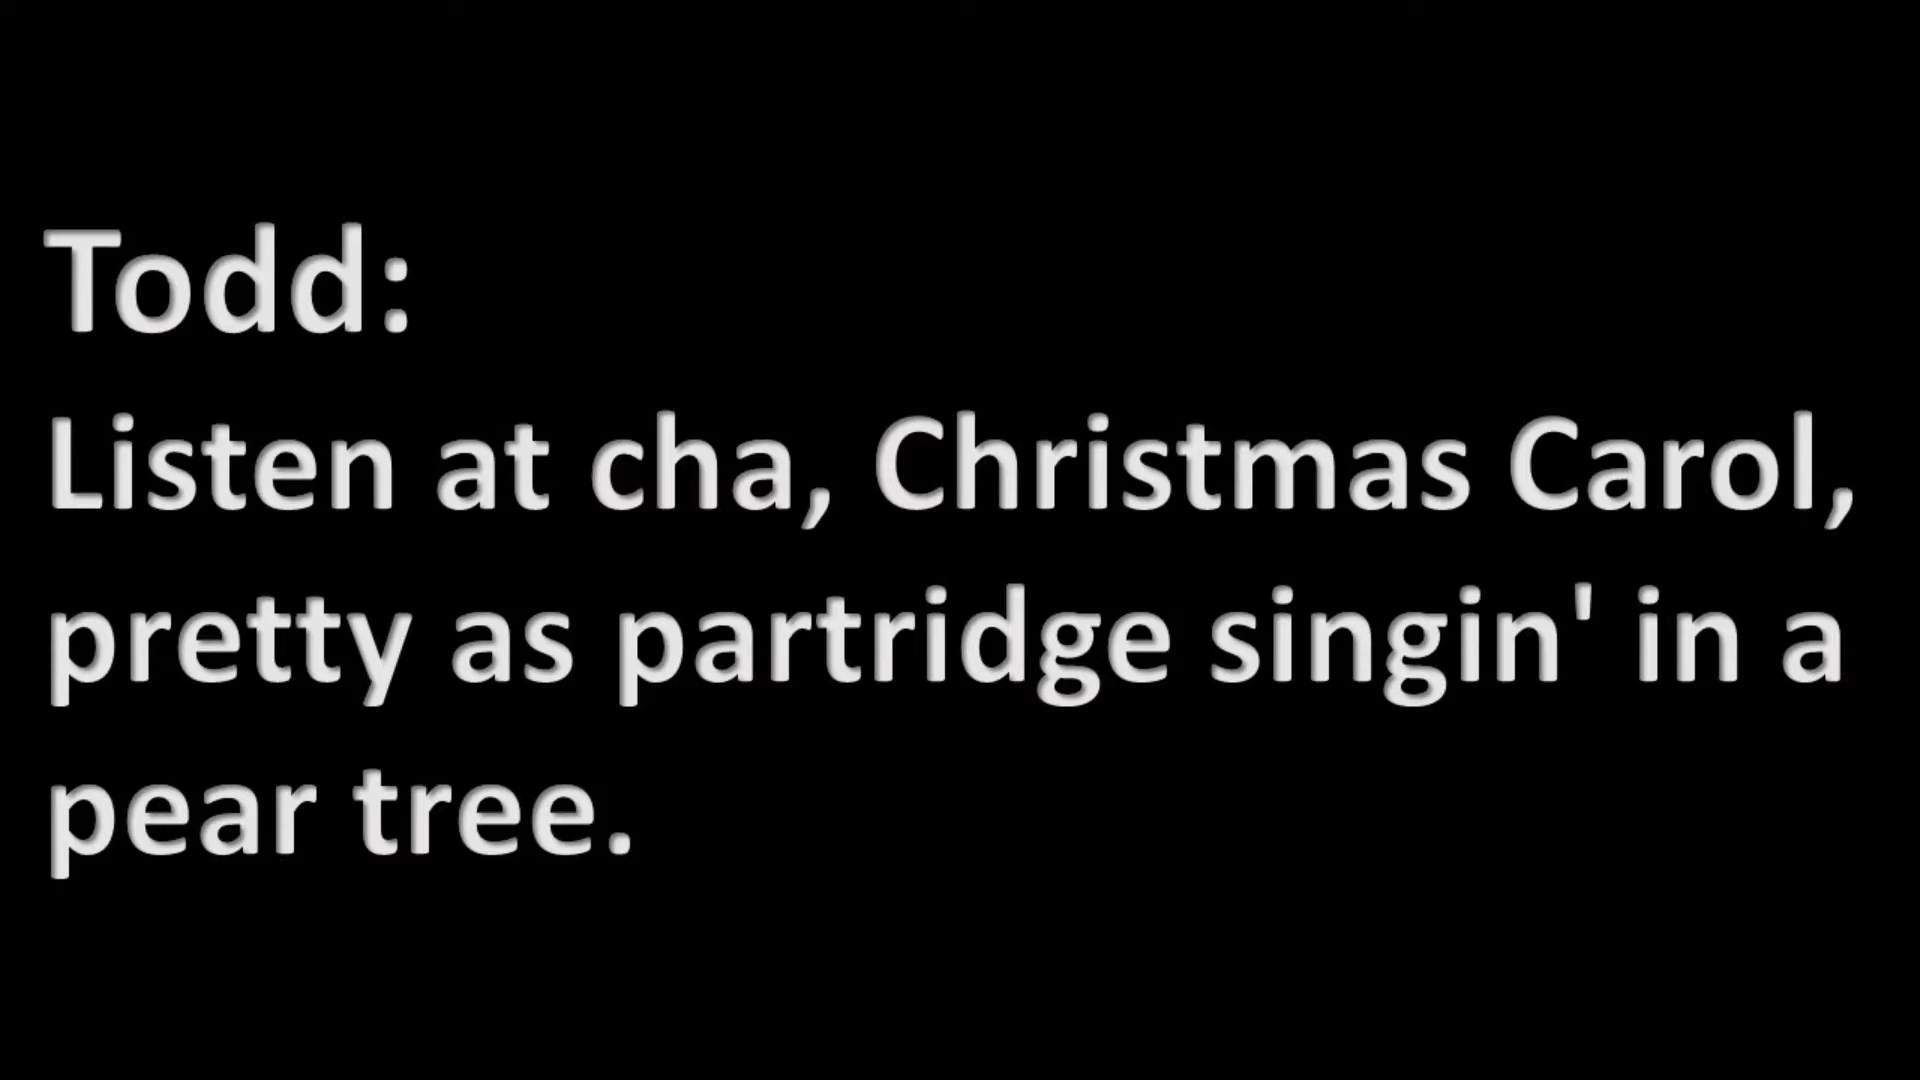 Todd:
Listen at cha, Christmas Carol,
pretty as partridge singin' in a
pear tree.